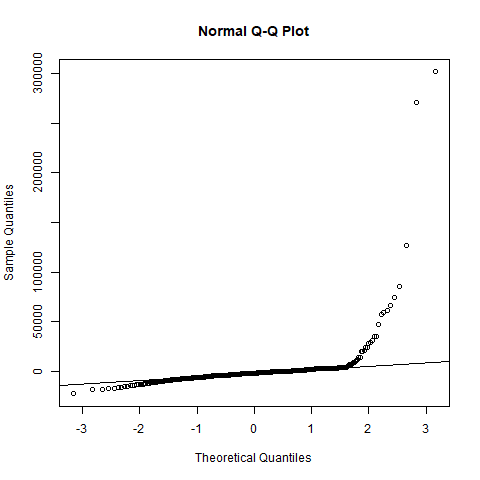 Normal Q-Q Plot
300000
200000
100000
50000
0
Sample Quantiles
-3 -2 -1 0 1 2 3
Theoretical Quantiles